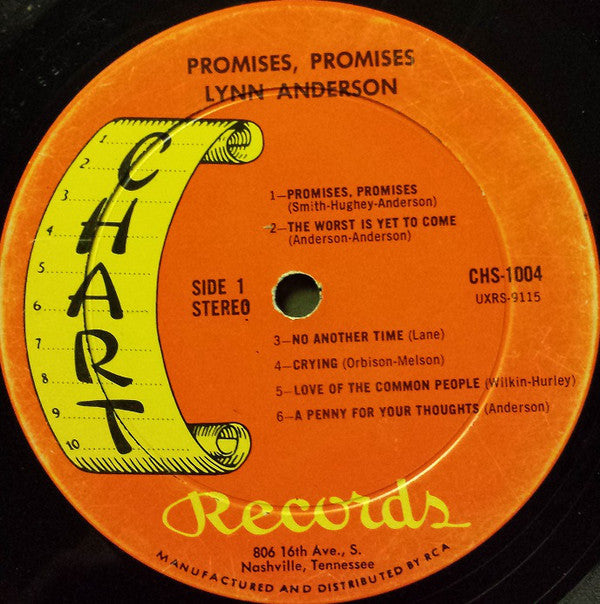 PROMISES, PROMISES
LYNN ANDERSON
CHART
1
2
3
4
5
6
7
8
9
10
1—PROMISES, PROMISES
(Smith-Hughey-Anderson)
2—THE WORST IS YET TO COME
(Anderson-Anderson)
SIDE 1
STEREO
CHS-1004
UXRS-9115
3—NO ANOTHER TIME (Lane)
4—CRYING (Orbison-Melson)
5—LOVE OF THE COMMON PEOPLE (Wilkin-Hurley)
6—A PENNY FOR YOUR THOUGHTS (Anderson)
Records
806 16th Ave., S.
Nashville, Tennessee
MANUFACTURED AND DISTRIBUTED BY RCA